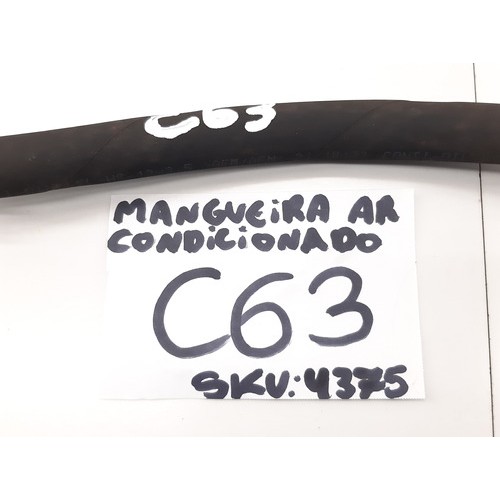 C63
MANGUEIRA AR
CONDICIONADO
C63
SKU: 4375